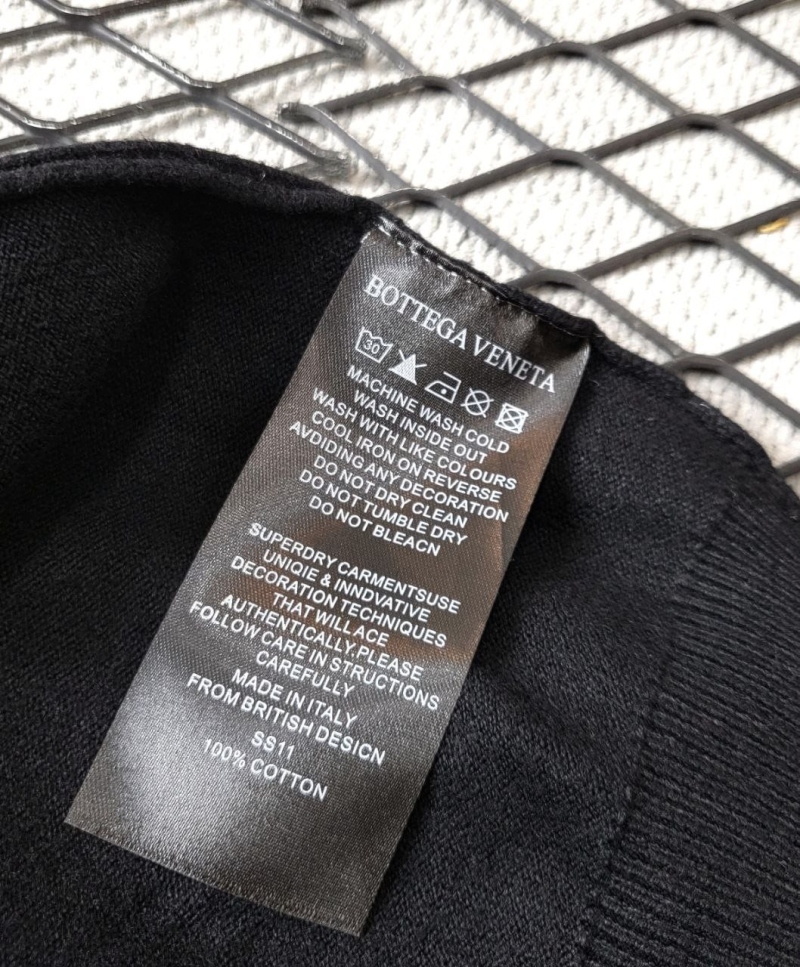 BOTTEGA VENETA
30
MACHINE WASH COLD
WASH INSIDE OUT
WASH WITH LIKE COLOURS
COOL IRON ON REVERSE
AVDIDING ANY DECORATION
DO NOT DRY CLEAN
DO NOT TUMBLE DRY
DO NOT BLEACN
SUPERDRY CARMENTSUSE
UNIQIE & INNDVATIVE
DECORATION TECHNIQUES
THAT WILL ACE
AUTHENTICALLY.PLEASE
FOLLOW CARE IN STRUCTIONS
CAREFULLY
MADE IN ITALY
FROM BRITISH DESIGN
SS11
100% COTTON